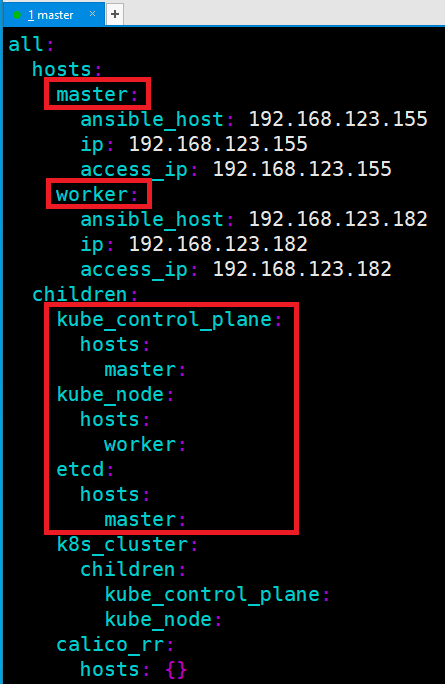 1 master × +
all:
  hosts:
    master:
      ansible_host: 192.168.123.155
      ip: 192.168.123.155
      access_ip: 192.168.123.155
    worker:
      ansible_host: 192.168.123.182
      ip: 192.168.123.182
      access_ip: 192.168.123.182
  children:
    kube_control_plane:
      hosts:
        master:
    kube_node:
      hosts:
        worker:
    etcd:
      hosts:
        master:
    k8s_cluster:
      children:
        kube_control_plane:
        kube_node:
    calico_rr:
      hosts: {}